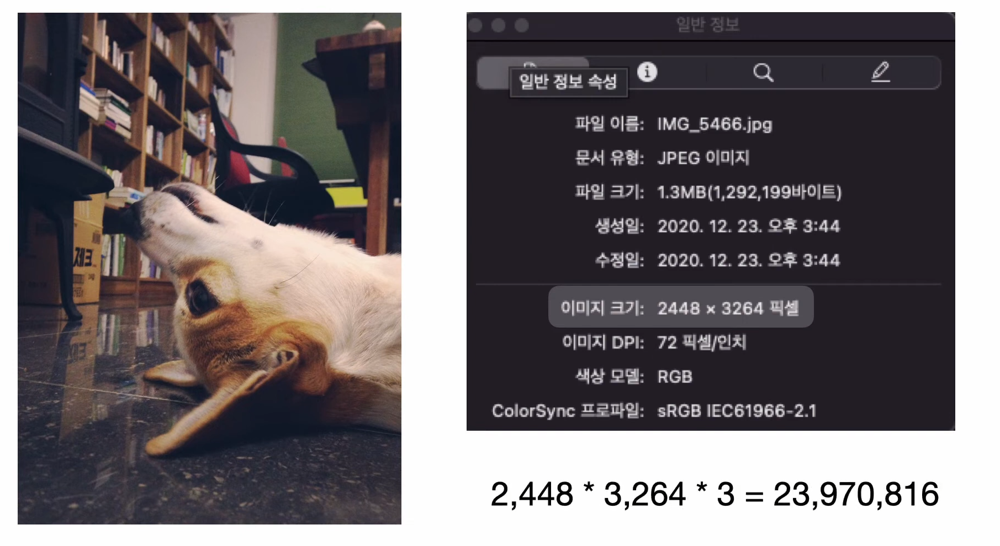 제크
일반 정보
일반 정보 속성
파일 이름: IMG_5466.jpg
문서 유형: JPEG 이미지
파일 크기: 1.3MB(1,292,199바이트)
생성일: 2020. 12. 23. 오후 3:44
수정일: 2020. 12. 23. 오후 3:44
이미지 크기: 2448 × 3264 픽셀
이미지 DPI: 72 픽셀/인치
색상 모델: RGB
ColorSync 프로파일: sRGB IEC61966-2.1
2,448 * 3,264 * 3 = 23,970,816